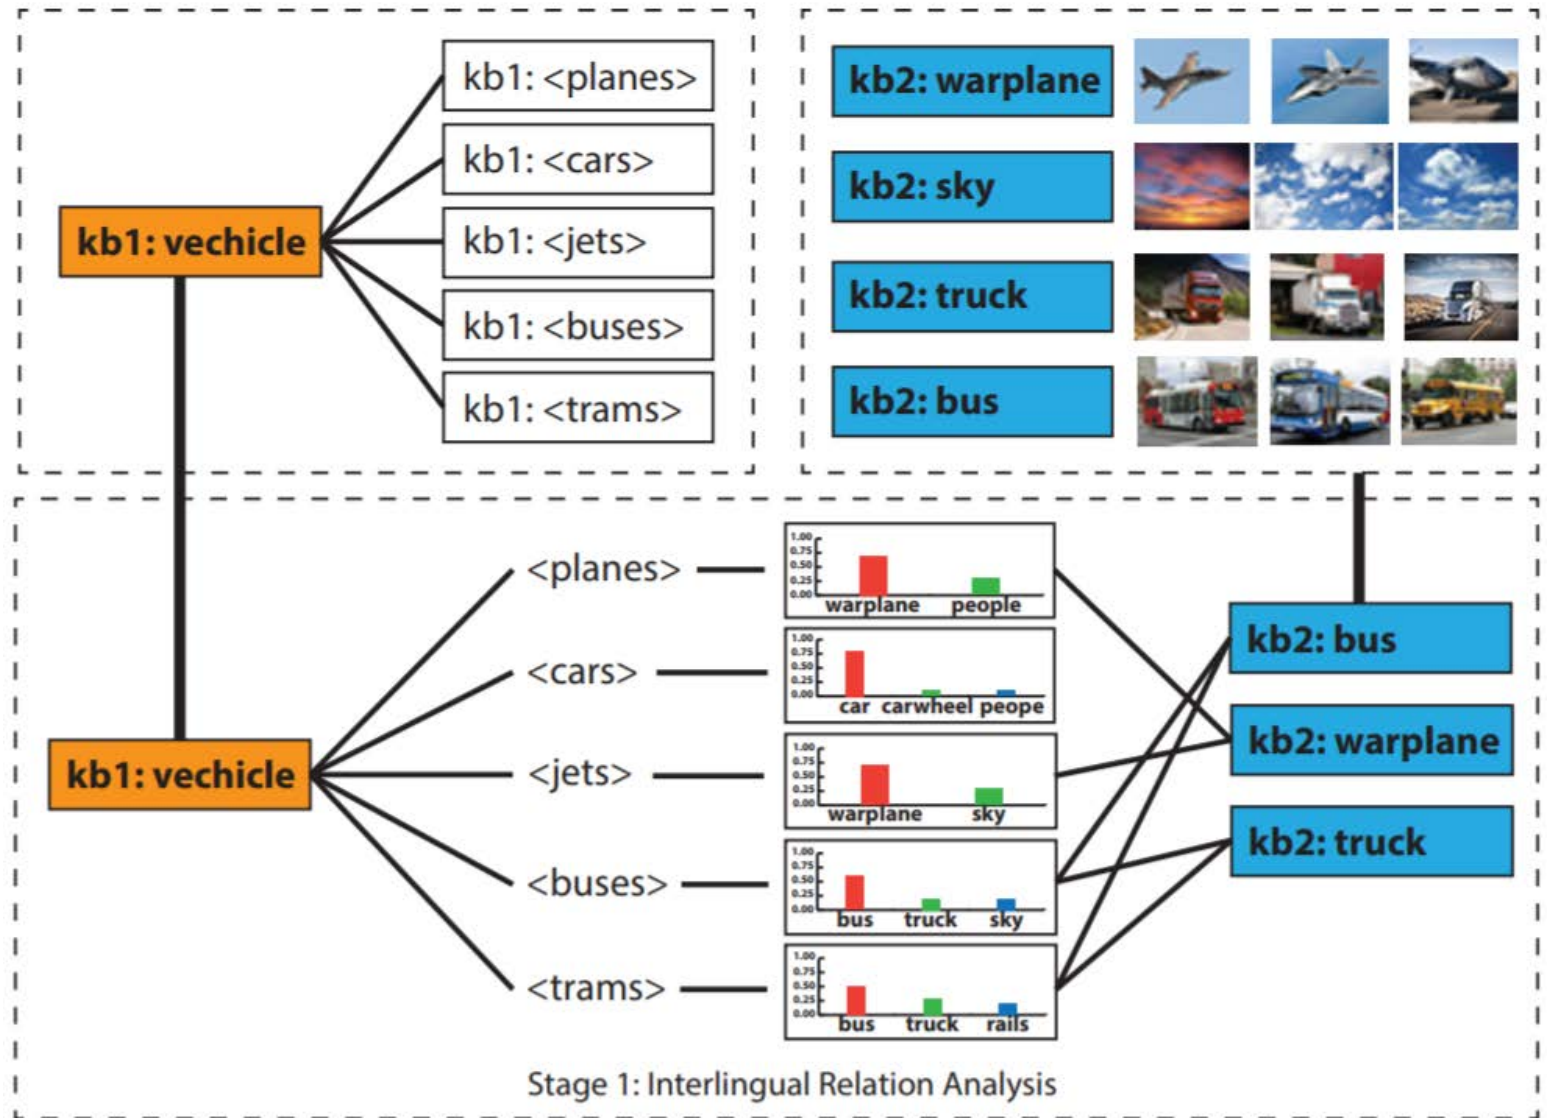 kb1: vechicle
kb1: <planes>
kb1: <cars>
kb1: <jets>
kb1: <buses>
kb1: <trams>
kb2: warplane
kb2: sky
kb2: truck
kb2: bus
kb1: vechicle
<planes>
<cars>
<jets>
<buses>
<trams>
1.00
0.75
0.50
0.25
0.00
warplane people
1.00
0.75
0.50
0.25
0.00
car carwheel peope
1.00
0.75
0.50
0.25
0.00
warplane sky
1.00
0.75
0.50
0.25
0.00
bus truck sky
1.00
0.75
0.50
0.25
0.00
bus truck rails
kb2: bus
kb2: warplane
kb2: truck
Stage 1: Interlingual Relation Analysis